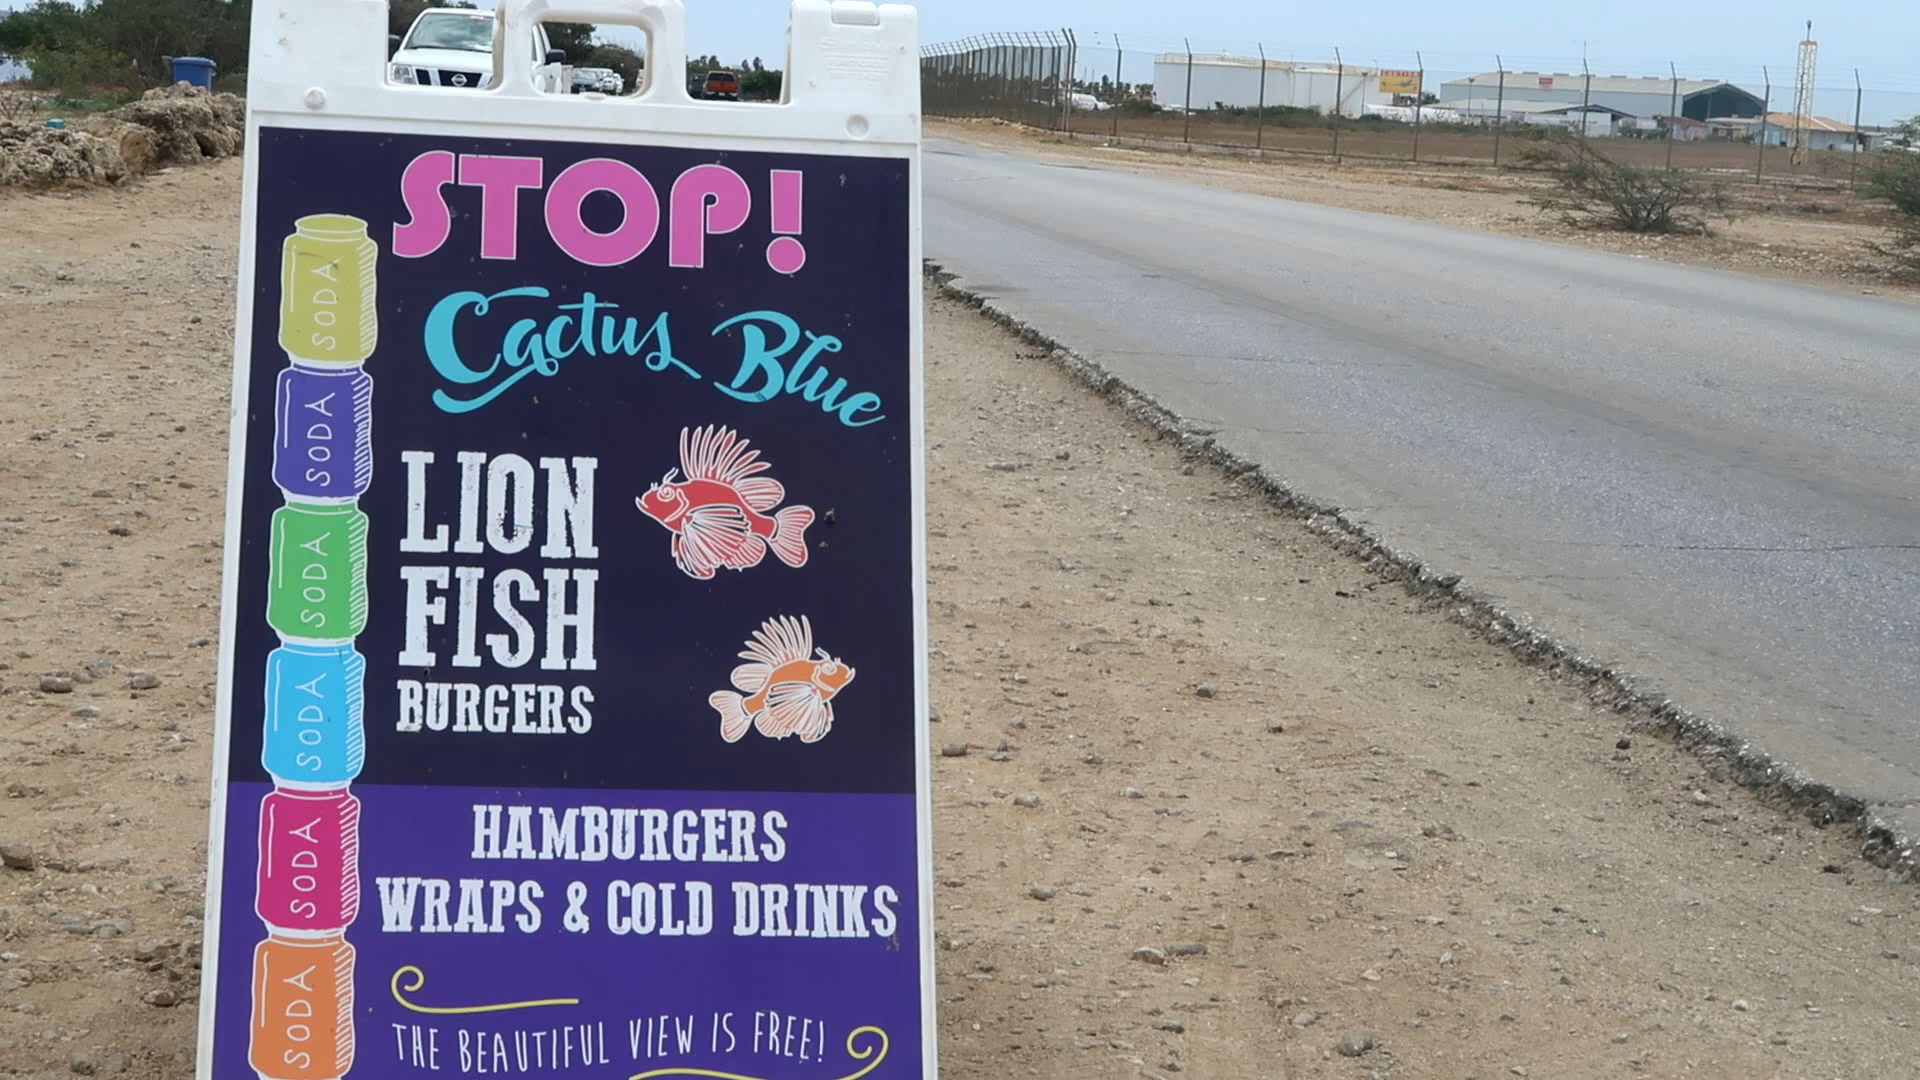 STOP!
Cactus Blue
LION
FISH
BURGERS
HAMBURGERS
WRAPS & COLD DRINKS
THE BEAUTIFUL VIEW IS FREE!
SODA
SODA
SODA
SODA
SODA
SODA
CAUTION